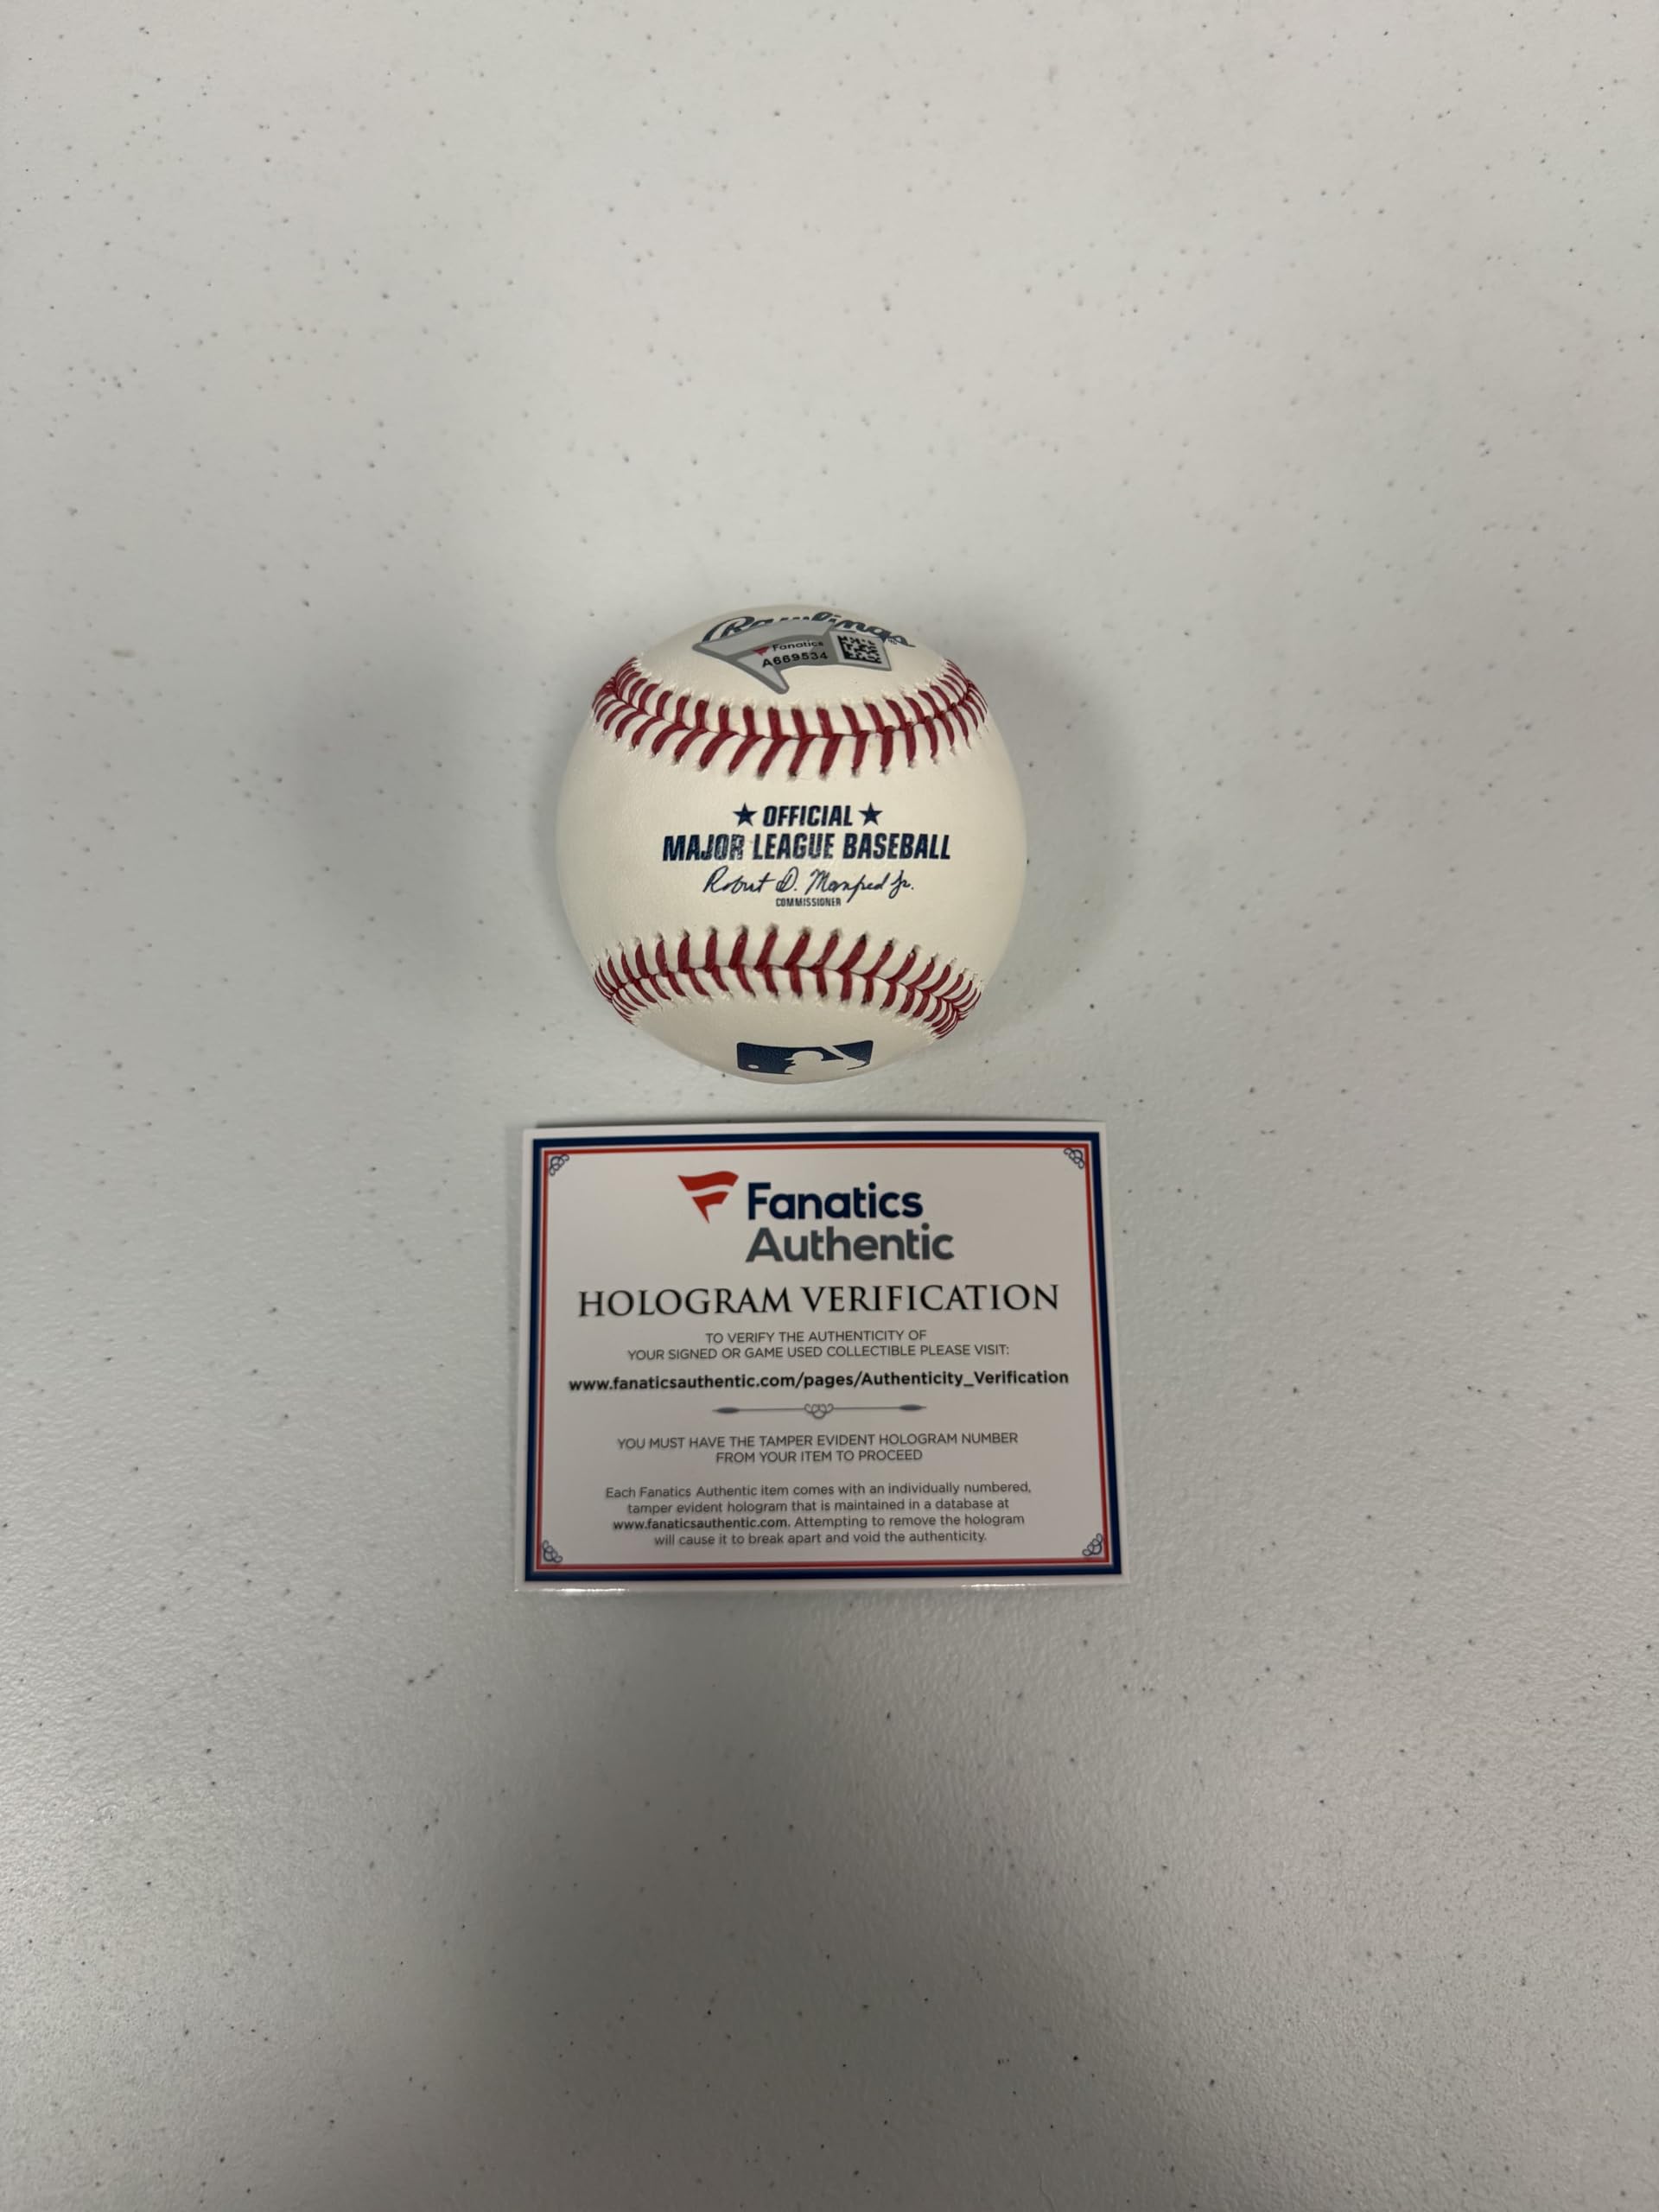 Rawlings
Fanatics
A689534
★ OFFICIAL ★
MAJOR LEAGUE BASEBALL
Robert D. Manfred Jr.
COMMISSIONER
Fanatics
Authentic
HOLOGRAM VERIFICATION
TO VERIFY THE AUTHENTICITY OF
YOUR SIGNED OR GAME USED COLLECTIBLE PLEASE VISIT:
www.fanaticsauthentic.com/pages/Authenticity_Verification
YOU MUST HAVE THE TAMPER EVIDENT HOLOGRAM NUMBER
FROM YOUR ITEM TO PROCEED
Each Fanatics Authentic item comes with an individually numbered,
tamper evident hologram that is maintained in a database at
www.fanaticsauthentic.com. Attempting to remove the hologram
will cause it to break apart and void the authenticity.